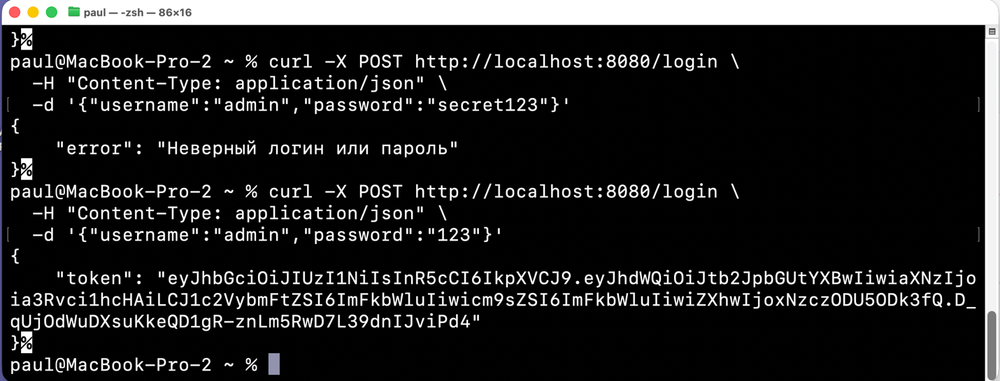 paul — -zsh — 86×16
}%
paul@MacBook-Pro-2 ~ % curl -X POST http://localhost:8080/login \
  -H "Content-Type: application/json" \
  -d '{"username":"admin","password":"secret123"}'
{
    "error": "Неверный логин или пароль"
}%
paul@MacBook-Pro-2 ~ % curl -X POST http://localhost:8080/login \
  -H "Content-Type: application/json" \
  -d '{"username":"admin","password":"123"}'
{
    "token": "eyJhbGciOiJIUzI1NiIsInR5cCI6IkpXVCJ9.eyJhdWQiOiJtb2JpbGUtYXBwIiwiaXNzIjo
ia3Rvci1hcHAiLCJ1c2VybmFtZSI6ImFkbWluIiwicm9sZSI6ImFkbWluIiwiZXhwIjoxNzczODU5ODk3fQ.D_
qUjOdWuDXsuKkeQD1gR-znLm5RwD7L39dnIJviPd4"
}%
paul@MacBook-Pro-2 ~ %